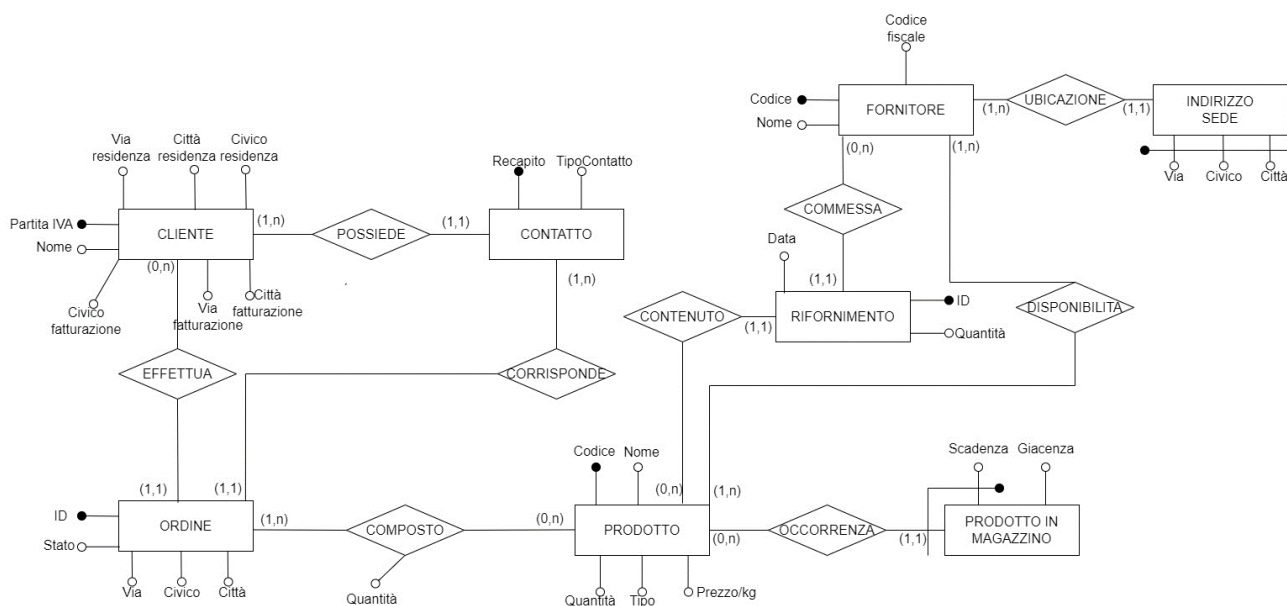 Codice
fiscale
Codice
Nome
FORNITORE
(1,n)
UBICAZIONE
(1,1)
INDIRIZZO
SEDE
Via
Civico
Città
(0,n)
(1,n)
Via
residenza
Città
residenza
Civico
residenza
Recapito
TipoContatto
Partita IVA
Nome
CLIENTE
(1,n)
POSSIEDE
(1,1)
CONTATTO
COMMESSA
Data
(0,n)
Civico
fatturazione
Via
fatturazione
Città
fatturazione
(1,n)
(1,1)
CONTENUTO
(1,1)
RIFORNIMENTO
ID
Quantità
DISPONIBILITA
EFFETTUA
CORRISPONDE
Codice
Nome
Scadenza
Giacenza
(1,1)
(1,1)
(0,n)
(1,n)
ID
Stato
ORDINE
(1,n)
COMPOSTO
(0,n)
PRODOTTO
(0,n)
OCCORRENZA
(1,1)
PRODOTTO IN
MAGAZZINO
Via
Civico
Città
Quantità
Quantità
Tipo
Prezzo/kg